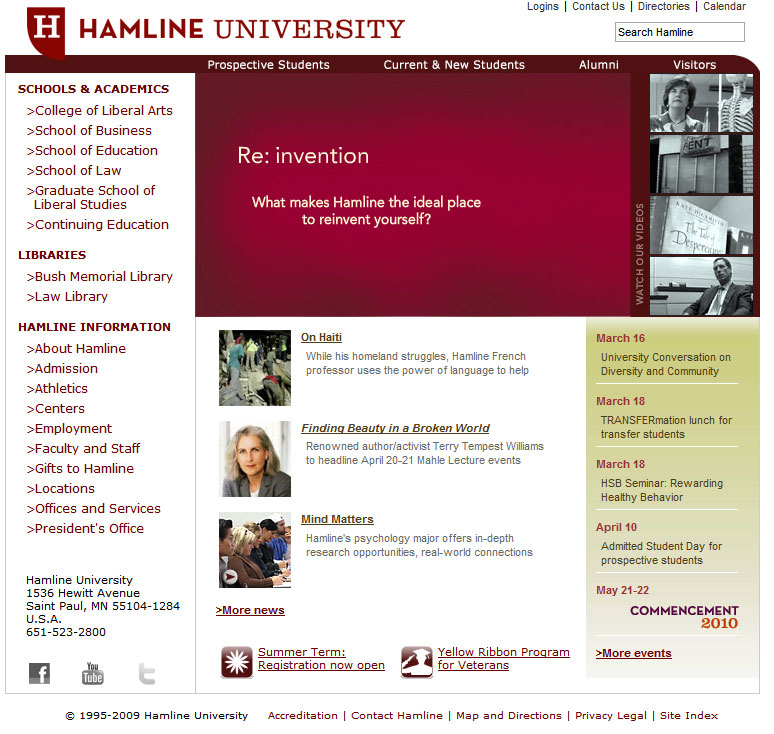 Logins | Contact Us | Directories | Calendar
H HAMLINE UNIVERSITY
Search Hamline
Prospective Students Current & New Students Alumni Visitors
SCHOOLS & ACADEMICS
>College of Liberal Arts
>School of Business
>School of Education
>School of Law
>Graduate School of
Liberal Studies
>Continuing Education
LIBRARIES
>Bush Memorial Library
>Law Library
HAMLINE INFORMATION
>About Hamline
>Admission
>Athletics
>Centers
>Employment
>Faculty and Staff
>Gifts to Hamline
>Locations
>Offices and Services
>President's Office
Hamline University
1536 Hewitt Avenue
Saint Paul, MN 55104-1284
U.S.A.
651-523-2800
f
You
Tube
t
Re: invention
What makes Hamline the ideal place
to reinvent yourself?
WATCH OUR VIDEOS
RENT
The Tale of
On Haiti
While his homeland struggles, Hamline French
professor uses the power of language to help
Finding Beauty in a Broken World
Renowned author/activist Terry Tempest Williams
to headline April 20-21 Mahle Lecture events
Mind Matters
Hamline's psychology major offers in-depth
research opportunities, real-world connections
>More news
Summer Term:
Registration now open
Yellow Ribbon Program
for Veterans
March 16
University Conversation on
Diversity and Community
March 18
TRANSFERmation lunch for
transfer students
March 18
HSB Seminar: Rewarding
Healthy Behavior
April 10
Admitted Student Day for
prospective students
May 21-22
COMMENCEMENT
2010
>More events
© 1995-2009 Hamline University Accreditation | Contact Hamline | Map and Directions | Privacy Legal | Site Index